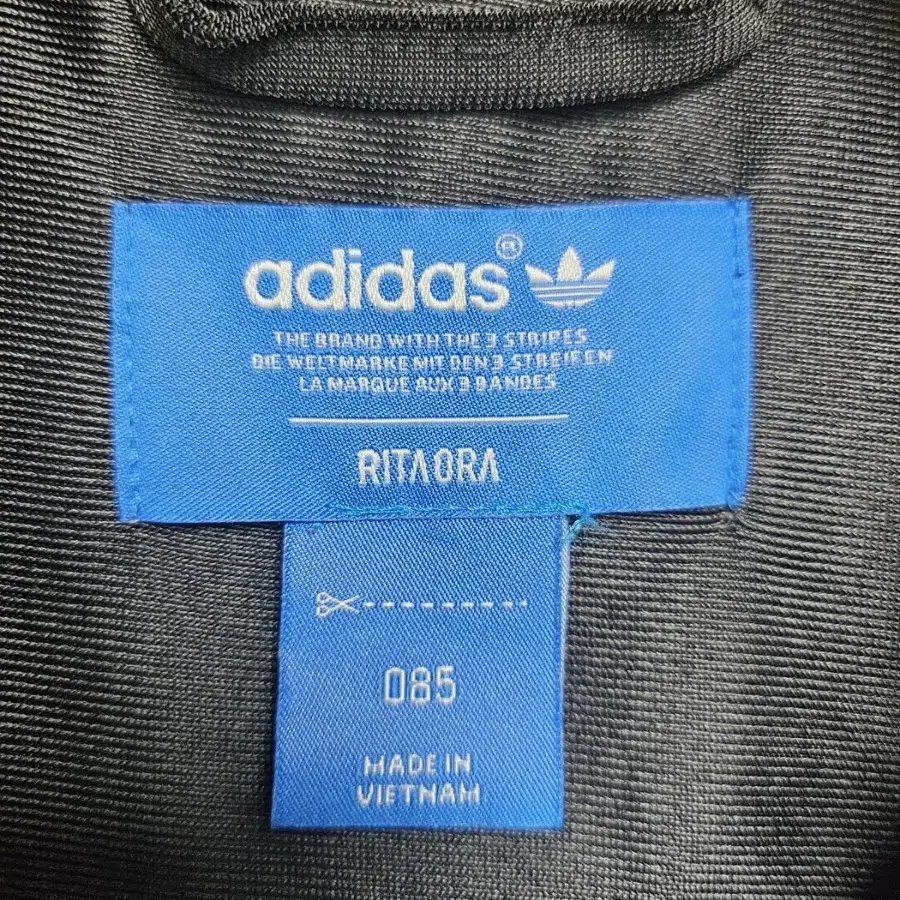 adidas®
THE BRAND WITH THE 3 STRIPES
DIE WELTMARKE MIT DEN 3 STREIFEN
LA MARQUE AUX 3 BANDES
RITA ORA
085
MADE IN
VIETNAM